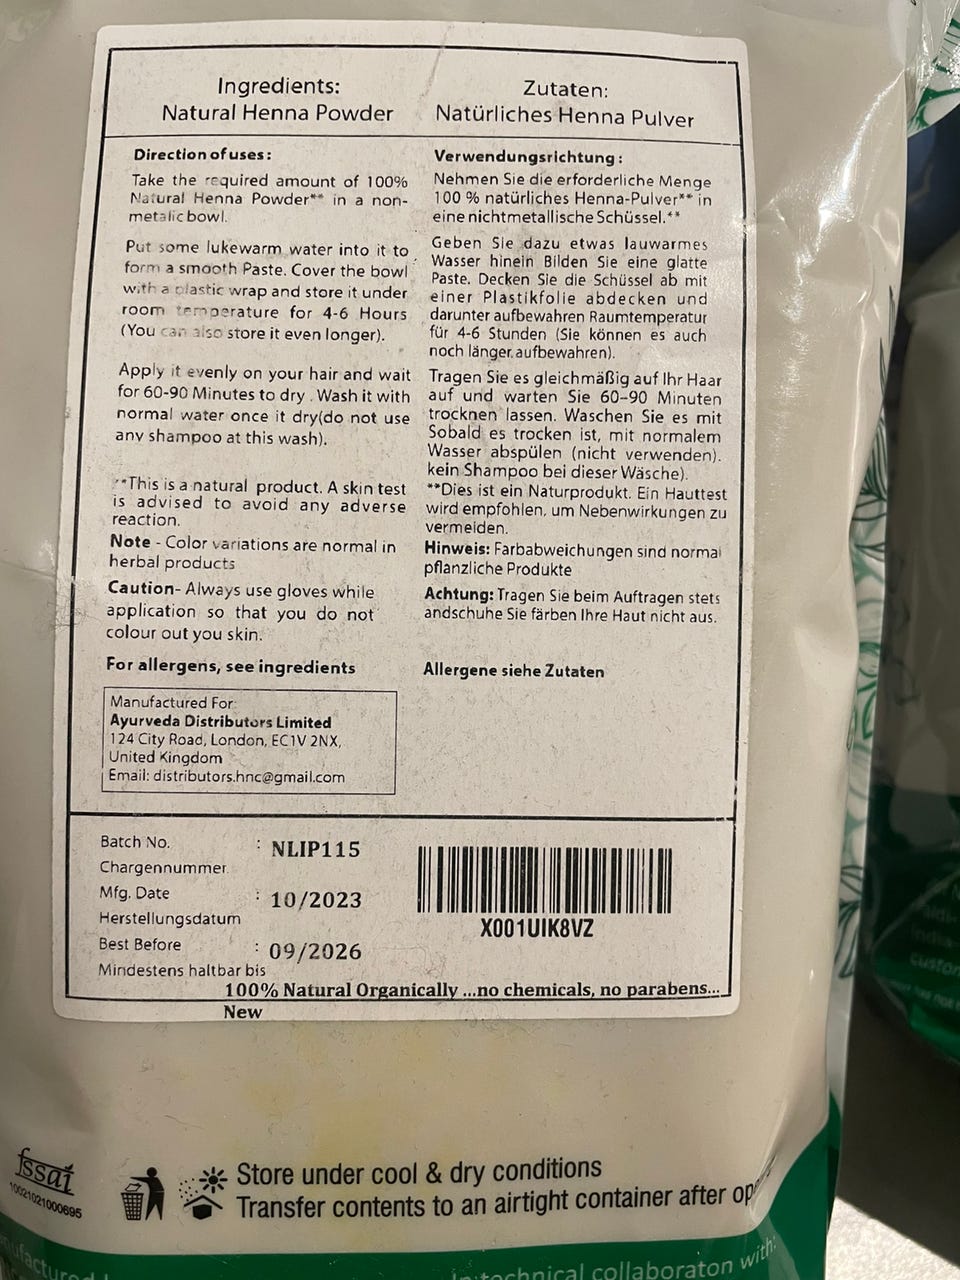 Ingredients:
Natural Henna Powder
Zutaten:
Natürliches Henna Pulver
Direction of uses:
Take the required amount of 100%
Natural Henna Powder** in a non-
metalic bowl.
Put some lukewarm water into it to
form a smooth Paste. Cover the bowl
with a plastic wrap and store it under
room temperature for 4-6 Hours
(You can also store it even longer).
Apply it evenly on your hair and wait
for 60-90 Minutes to dry . Wash it with
normal water once it dry(do not use
any shampoo at this wash).
**This is a natural product. A skin test
is advised to avoid any adverse
reaction.
Note - Color variations are normal in
herbal products
Caution- Always use gloves while
application so that you do not
colour out you skin.
For allergens, see ingredients
Verwendungsrichtung:
Nehmen Sie die erforderliche Menge
100 % natürliches Henna-Pulver** in
eine nichtmetallische Schüssel.**
Geben Sie dazu etwas lauwarmes
Wasser hinein Bilden Sie eine glatte
Paste. Decken Sie die Schüssel ab mit
einer Plastikfolie abdecken und
darunter aufbewahren Raumtemperatur
für 4-6 Stunden (Sie können es auch
noch länger aufbewahren).
Tragen Sie es gleichmäßig auf Ihr Haar
auf und warten Sie 60-90 Minuten
trocknen lassen. Waschen Sie es mit
Sobald es trocken ist, mit normalem
Wasser abspülen (nicht verwenden).
kein Shampoo bei dieser Wäsche).
**Dies ist ein Naturprodukt. Ein Hauttest
wird empfohlen, um Nebenwirkungen zu
vermeiden.
Hinweis: Farbabweichungen sind normal
pflanzliche Produkte
Achtung: Tragen Sie beim Auftragen stets
andschuhe Sie färben Ihre Haut nicht aus.
Allergene siehe Zutaten
Manufactured For:
Ayurveda Distributors Limited
124 City Road, London, EC1V 2NX,
United Kingdom
Email: distributors.hnc@gmail.com
Batch No. : NLIP115
Chargennummer
Mfg. Date : 10/2023
Herstellungsdatum
Best Before : 09/2026
Mindestens haltbar bis
X001UIK8VZ
100% Natural Organically ...no chemicals, no parabens...
New
fssai
10021021000695
Store under cool & dry conditions
Transfer contents to an airtight container after
technical collaboraton with: